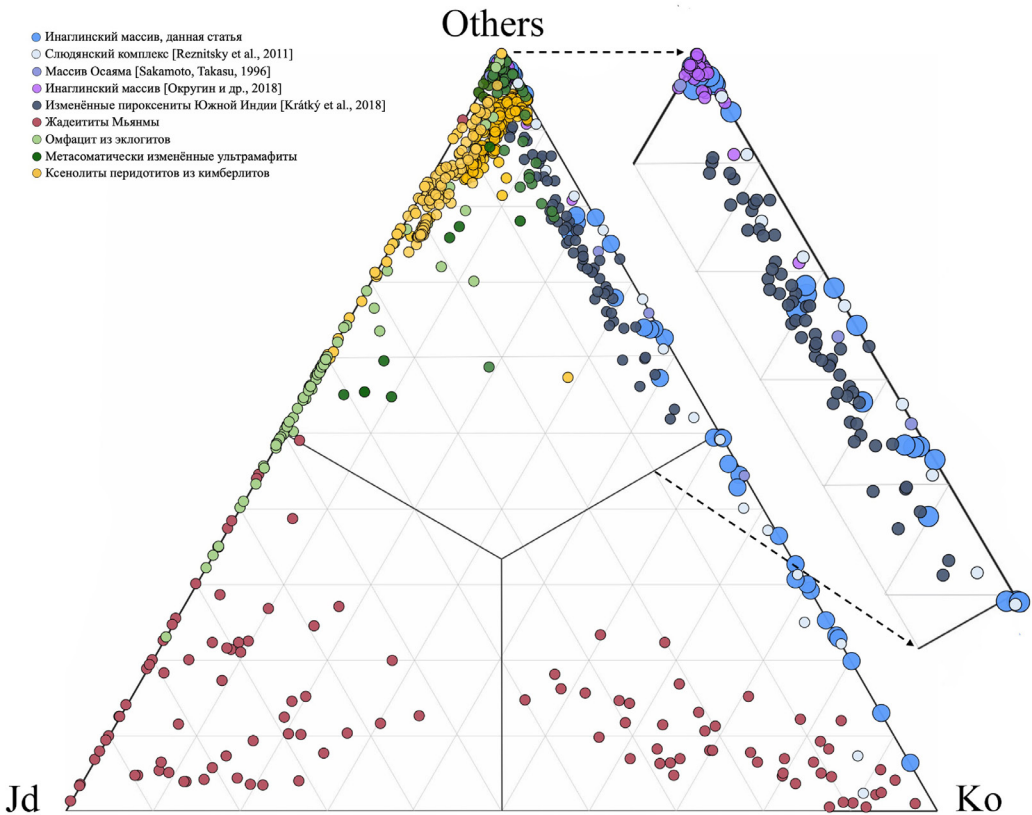 Others
Инаглинский массив, данная статья
Слюдянский комплекс [Reznitsky et al., 2011]
Массив Осаяма [Sakamoto, Takasu, 1996]
Инаглинский массив [Округин и др., 2018]
Изменённые пироксениты Южной Индии [Krátký et al., 2018]
Жадеититы Мьянмы
Омфацит из эклогитов
Метасоматически изменённые ультрамафиты
Ксенолиты перидотитов из кимберлитов
Jd
Ko